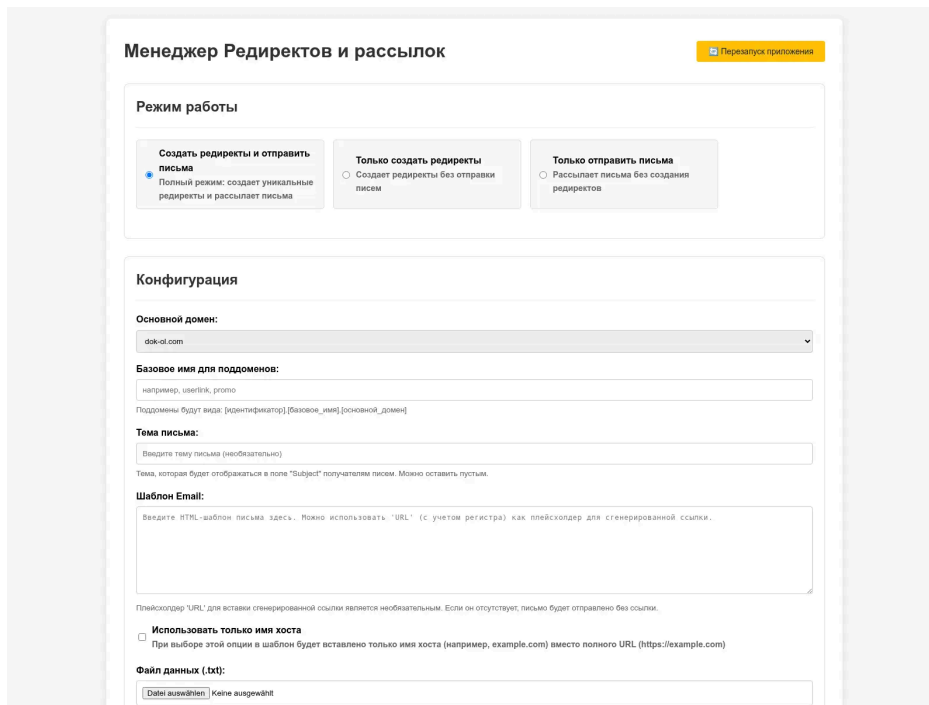 Менеджер Редиректов и рассылок
Перезапуск приложения
Режим работы
Создать редиректы и отправить
письма
Полный режим: создает уникальные
редиректы и рассылает письма
Только создать редиректы
Создает редиректы без отправки
писем
Только отправить письма
Рассылает письма без создания
редиректов
Конфигурация
Основной домен:
dok-ol.com
Базовое имя для поддоменов:
например, userlink, promo
Поддомены будут вида: [идентификатор].[базовое_имя].[основной_домен]
Тема письма:
Введите тему письма (необязательно)
Тема, которая будет отображаться в поле "Subject" получателям писем. Можно оставить пустым.
Шаблон Email:
Введите HTML-шаблон письма здесь. Можно использовать 'URL' (с учетом регистра) как плейсхолдер для сгенерированной ссылки.
Плейсхолдер 'URL' для вставки сгенерированной ссылки является необязательным. Если он отсутствует, письмо будет отправлено без ссылки.
Использовать только имя хоста
При выборе этой опции в шаблон будет вставлено только имя хоста (например, example.com) вместо полного URL (https://example.com)
Файл данных (.txt):
Datei auswählen Keine ausgewählt